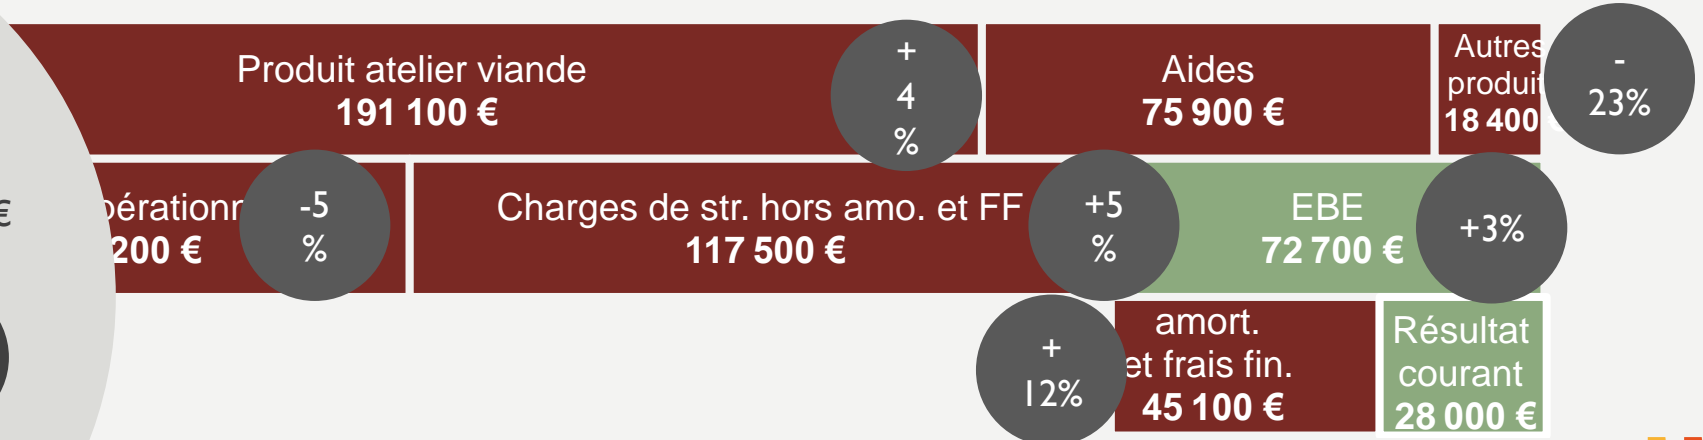 Produit atelier viande
191 100 €
+
4
%
Aides
75 900 €
Autres
18 400
-
23%
€
200 €
-5
%
Charges de str. hors amo. et FF
117 500 €
+5
%
EBE
72 700 €
+3%
+
12%
amort.
et frais fin.
45 100 €
Résultat
courant
28 000 €